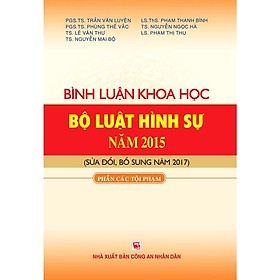 PGS.TS. TRẦN VĂN LUYỆN
LS.ThS. PHẠM THANH BÌNH
PGS.TS. PHÙNG THẾ VẮC
TS. NGUYỄN NGỌC HÀ
TS. LÊ VĂN THƯ
LS. PHẠM THỊ THU
TS. NGUYỄN MAI BỘ
BÌNH LUẬN KHOA HỌC
BỘ LUẬT HÌNH SỰ
NĂM 2015
(SỬA ĐỔI, BỔ SUNG NĂM 2017)
PHẦN CÁC TỘI PHẠM
NHÀ XUẤT BẢN CÔNG AN NHÂN DÂN